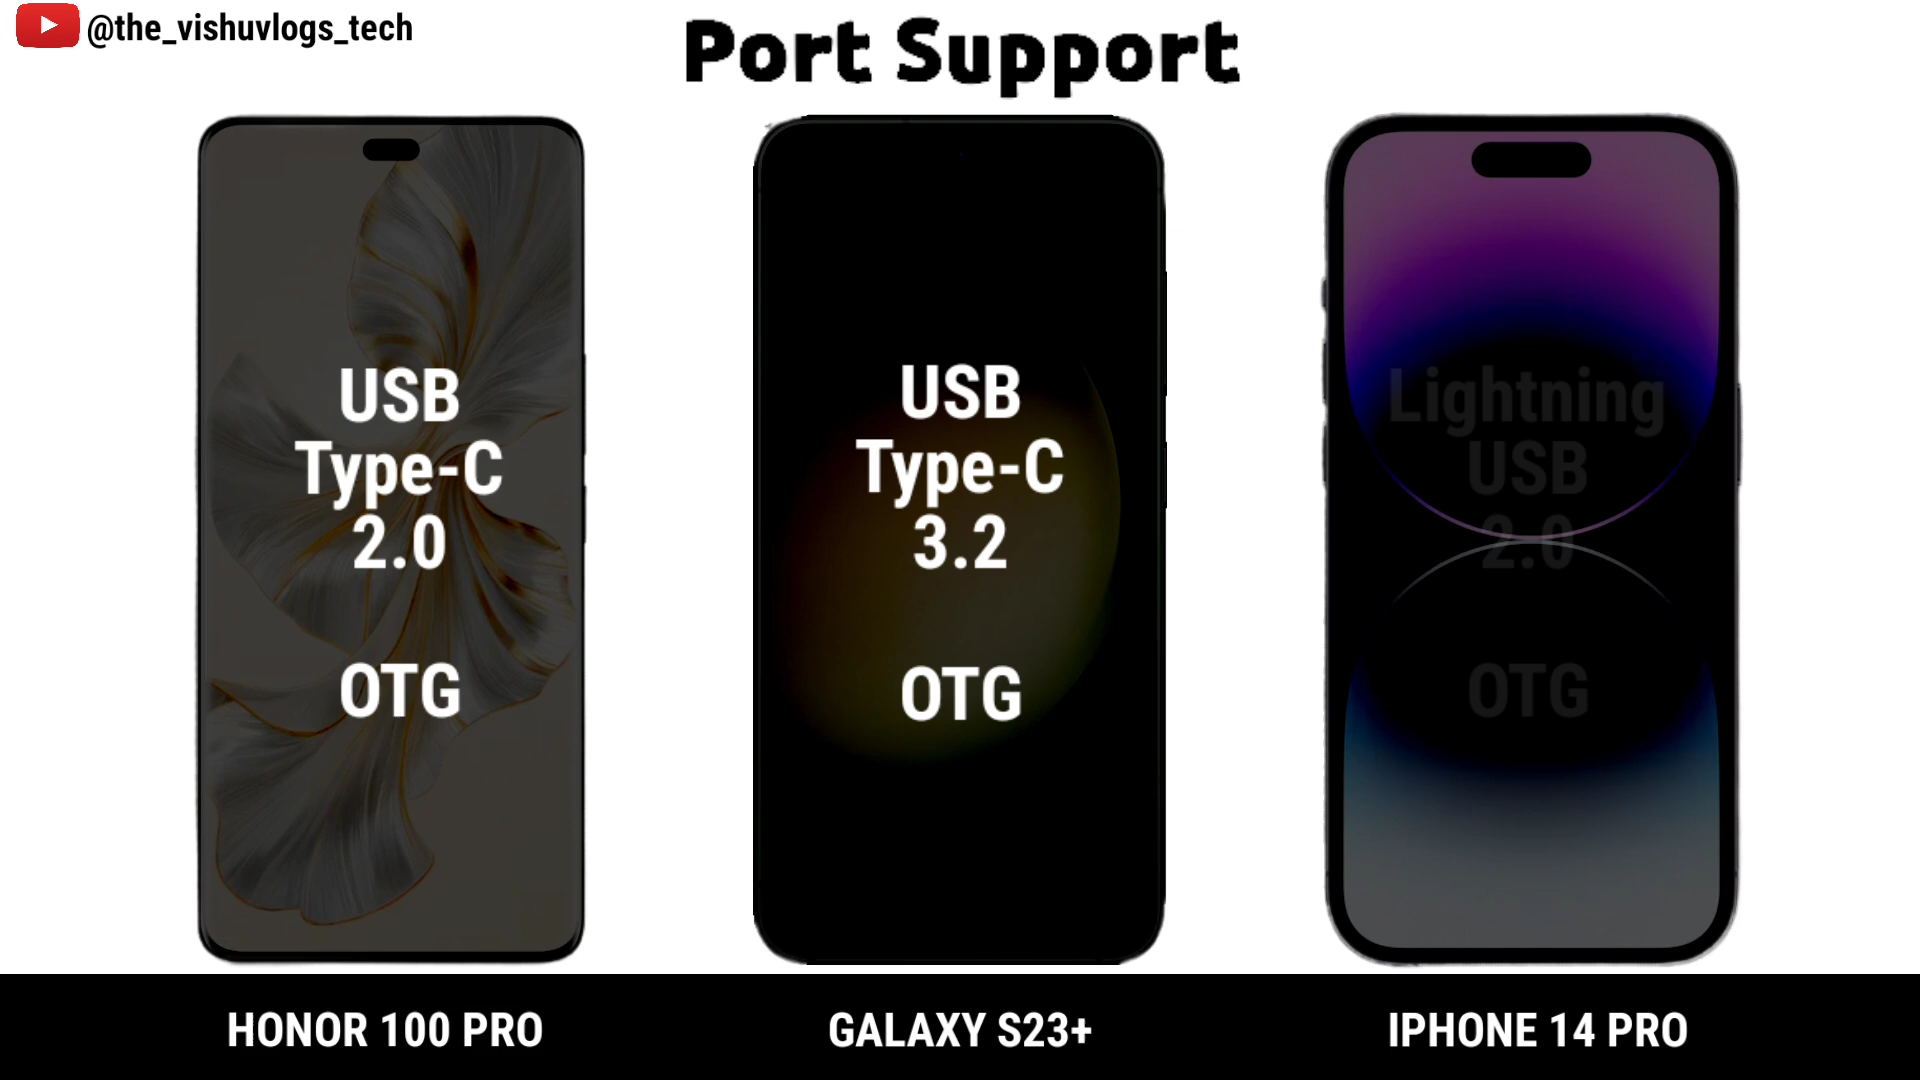 @the_vishuvlogs_tech
Port Support
USB
Type-C
2.0
OTG
USB
Type-C
3.2
OTG
Lightning
USB
2.0
OTG
HONOR 100 PRO
GALAXY S23+
IPHONE 14 PRO